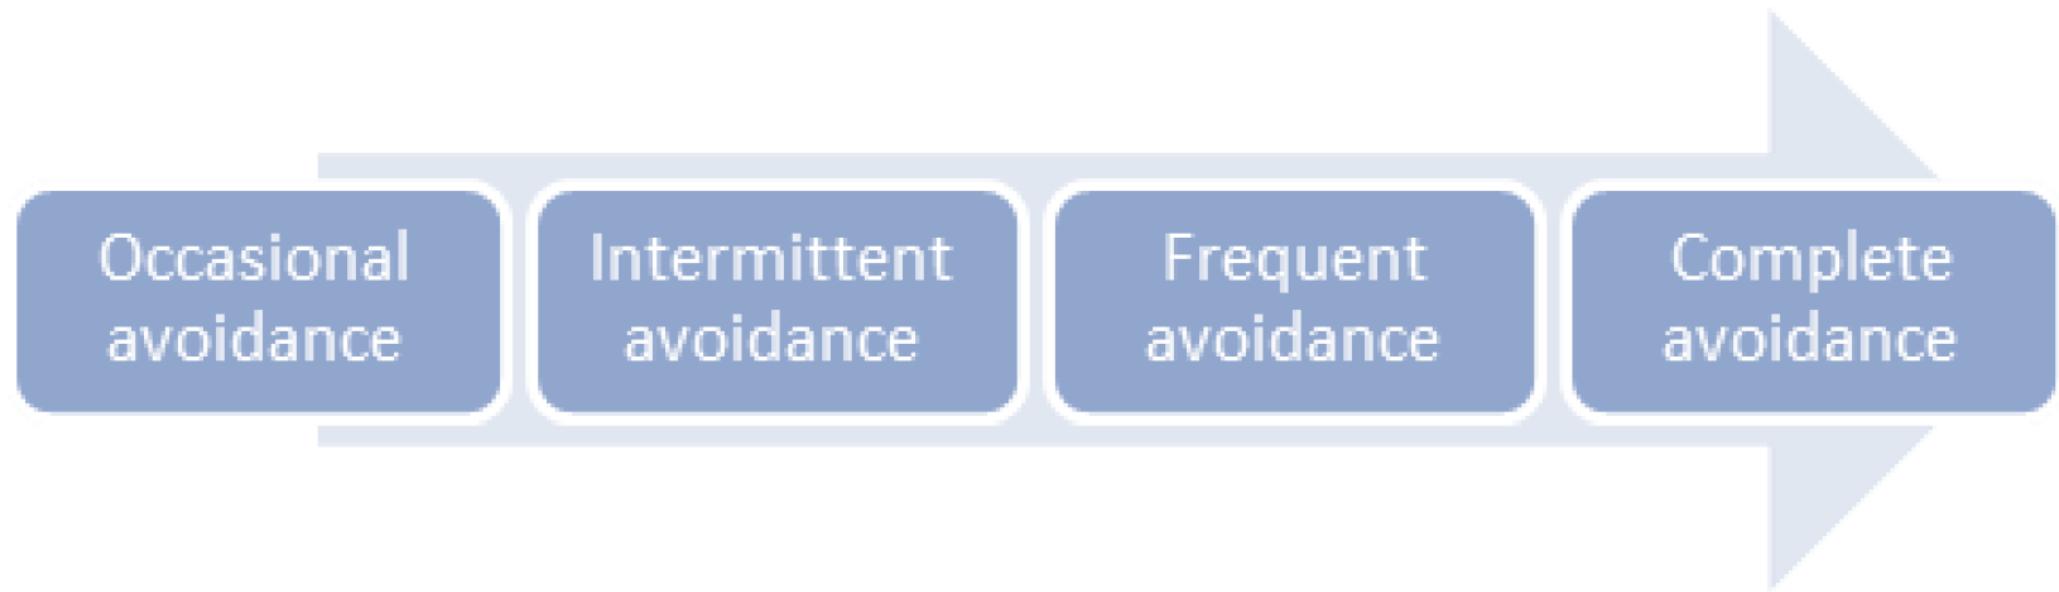 Occasional
avoidance
Intermittent
avoidance
Frequent
avoidance
Complete
avoidance